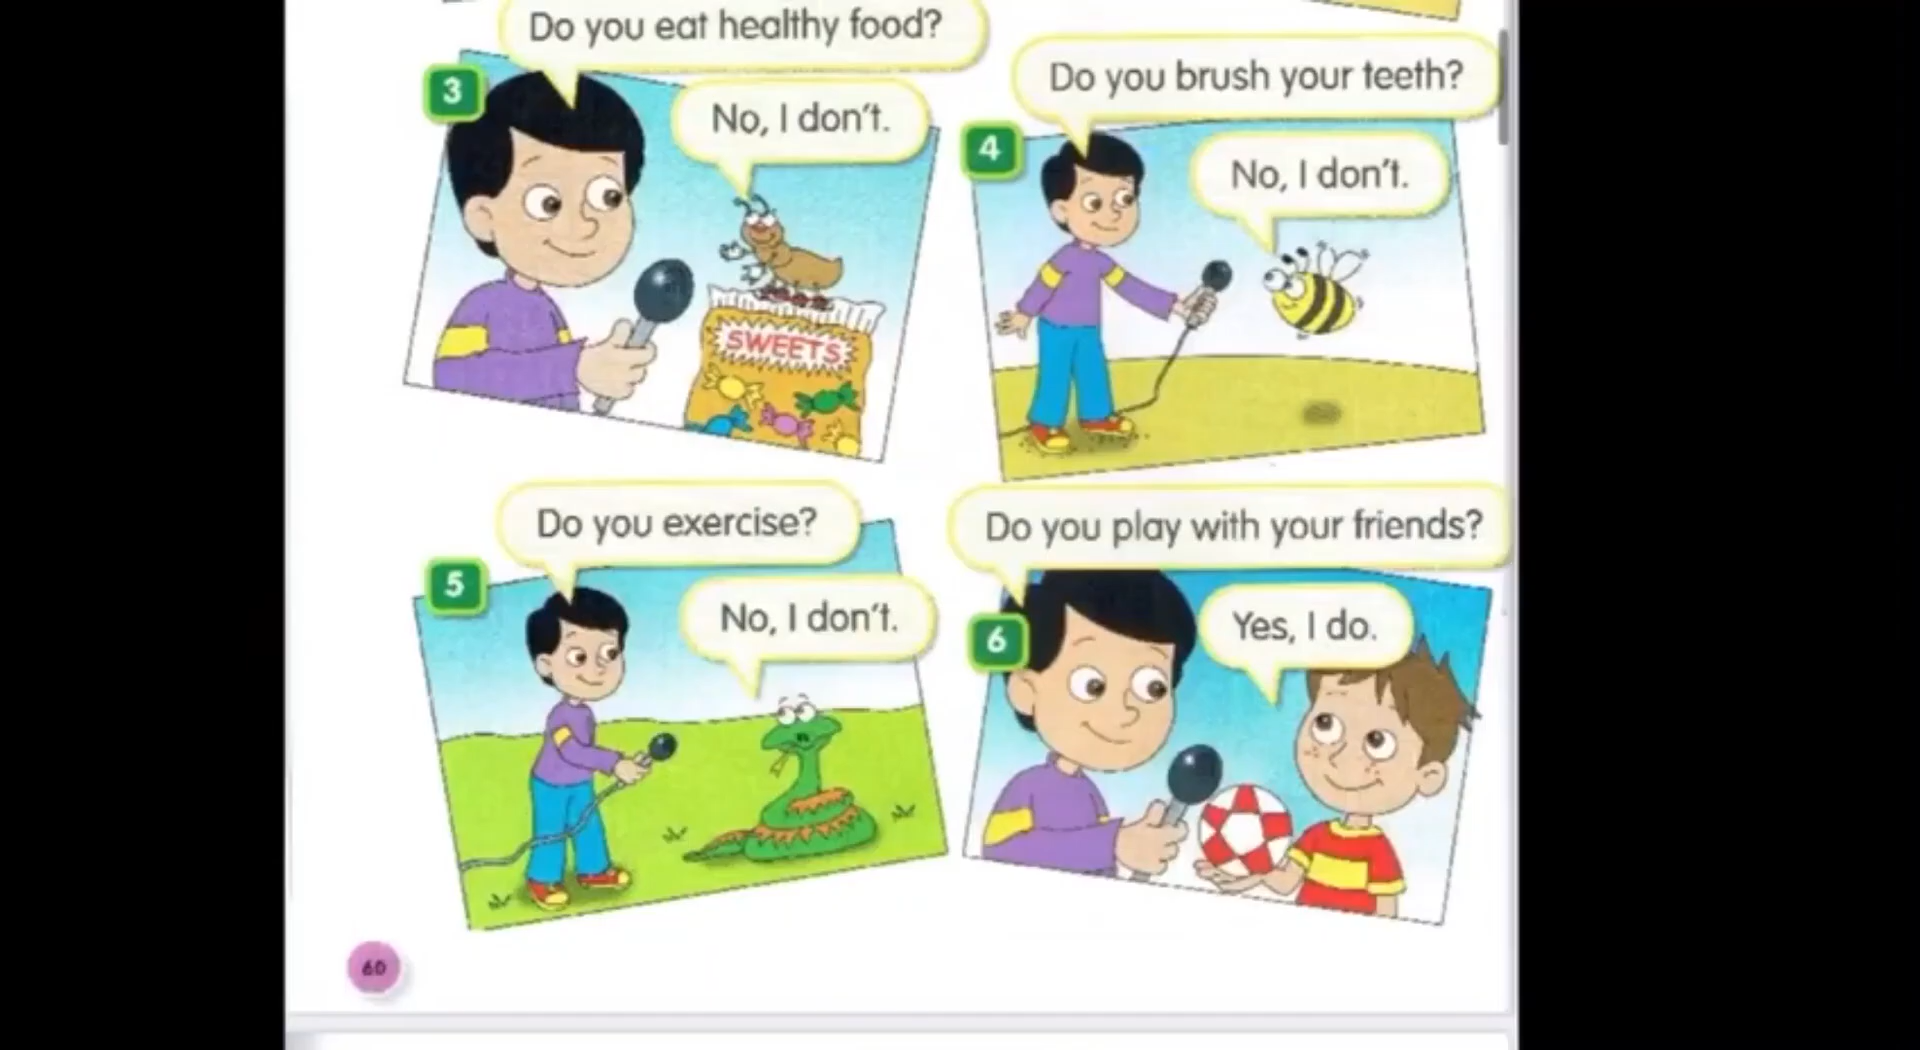 Do you eat healthy food?
3
No, I don't.
SWEETS
Do you brush your teeth?
4
No, I don't.
Do you exercise?
5
No, I don't.
Do you play with your friends?
6
Yes, I do.
60